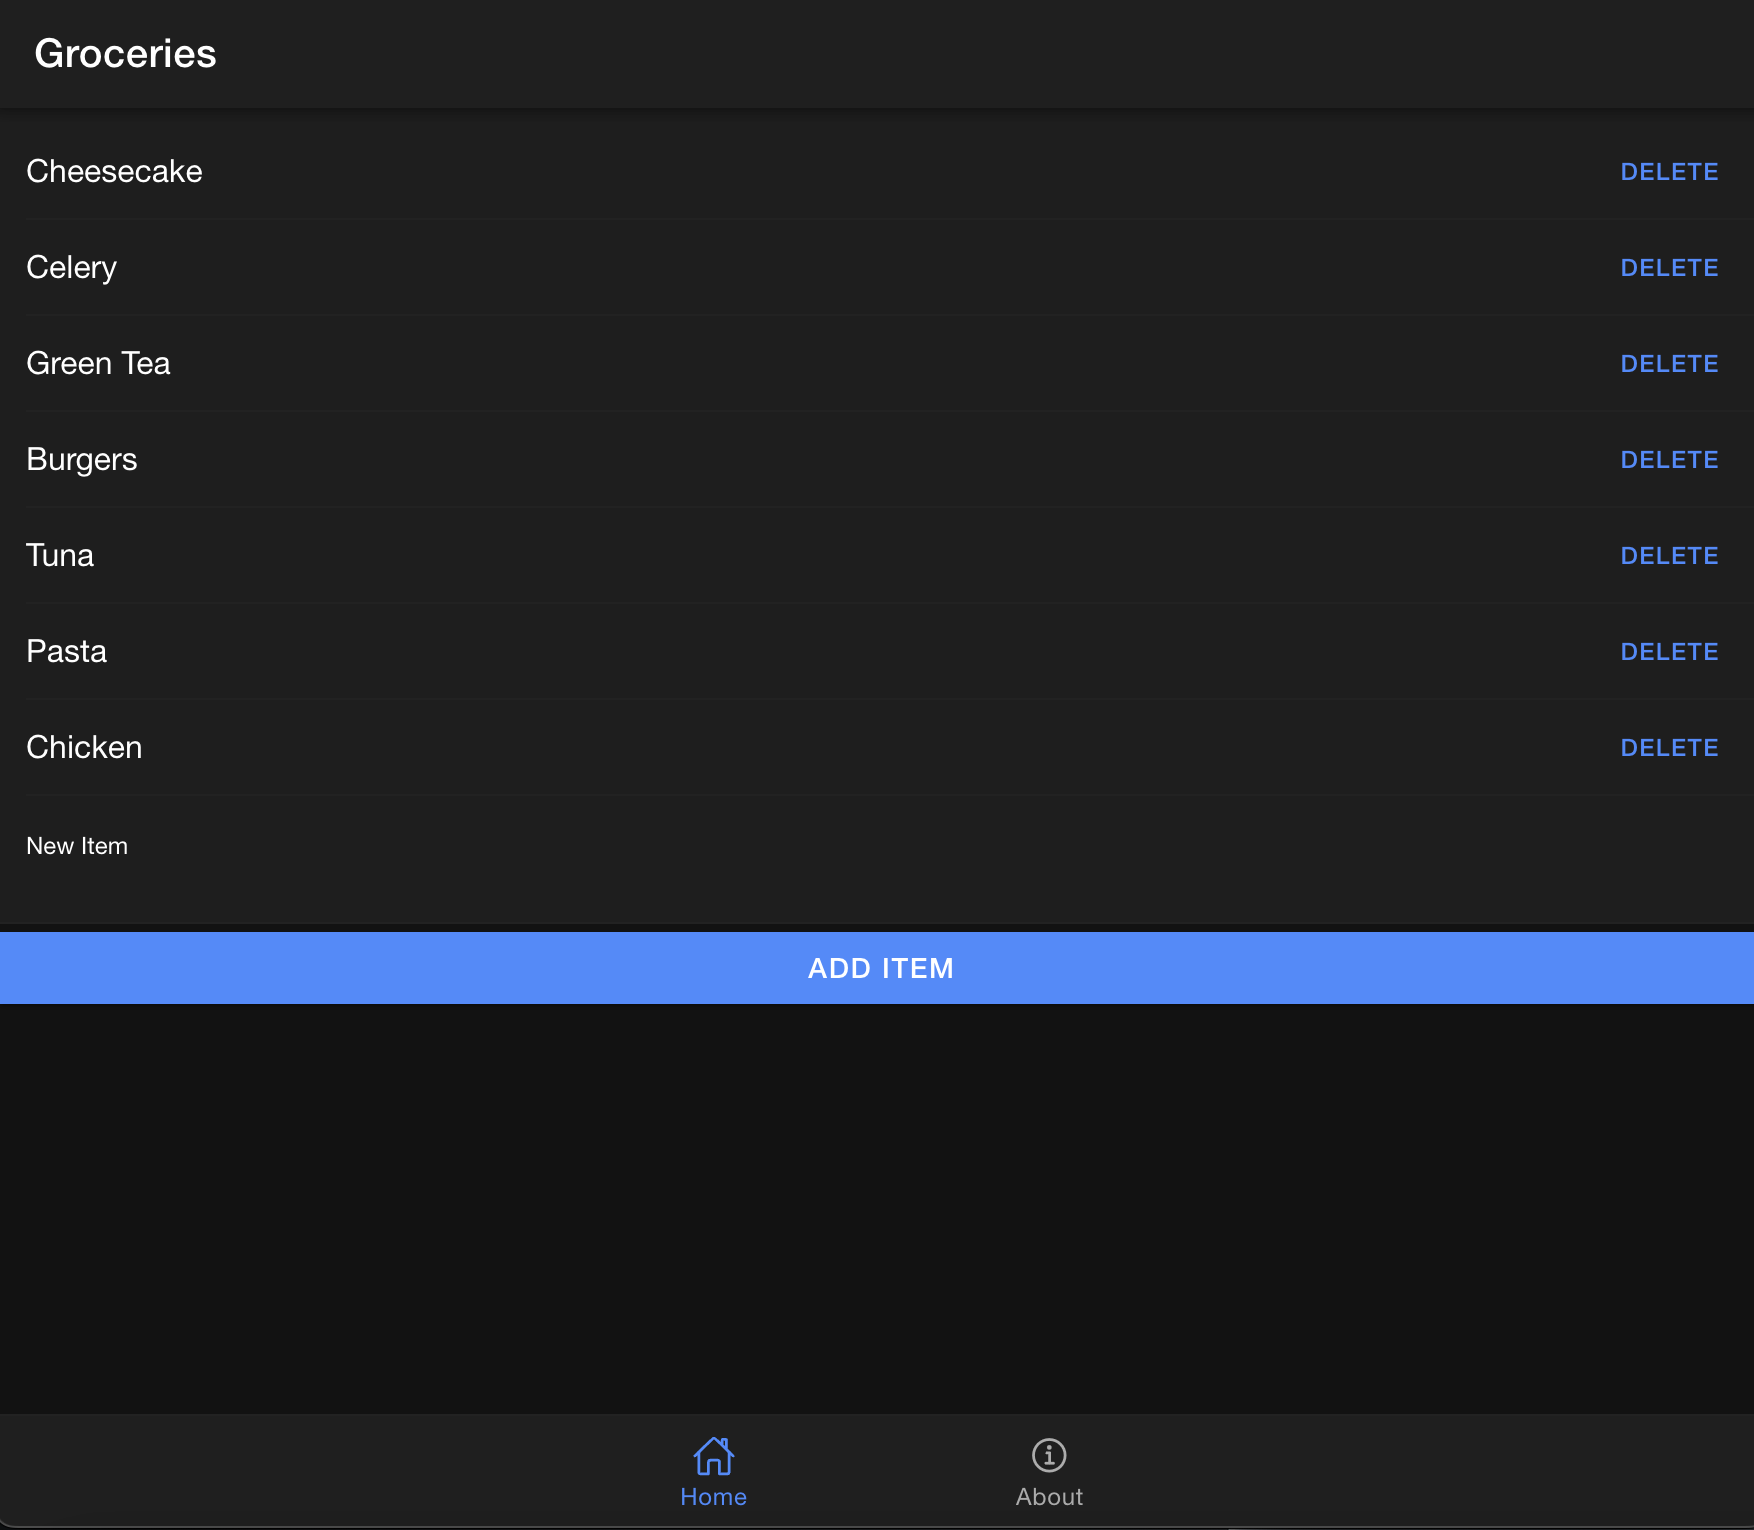 Groceries
Cheesecake DELETE
Celery DELETE
Green Tea DELETE
Burgers DELETE
Tuna DELETE
Pasta DELETE
Chicken DELETE
New Item
ADD ITEM
Home About